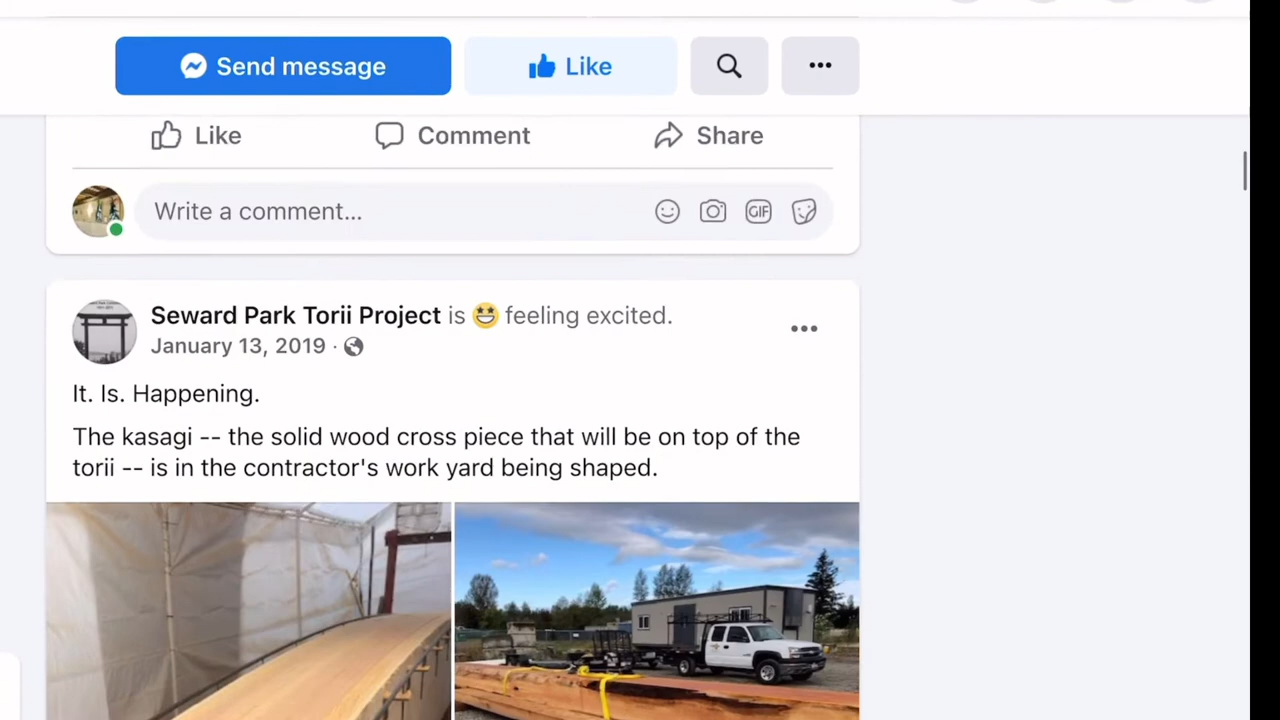 Send message
Like
Like
Comment
Share
Write a comment...
GIF
Seward Park Torii Project is 🤩 feeling excited.
January 13, 2019 ·
It. Is. Happening.
The kasagi -- the solid wood cross piece that will be on top of the
torii -- is in the contractor's work yard being shaped.